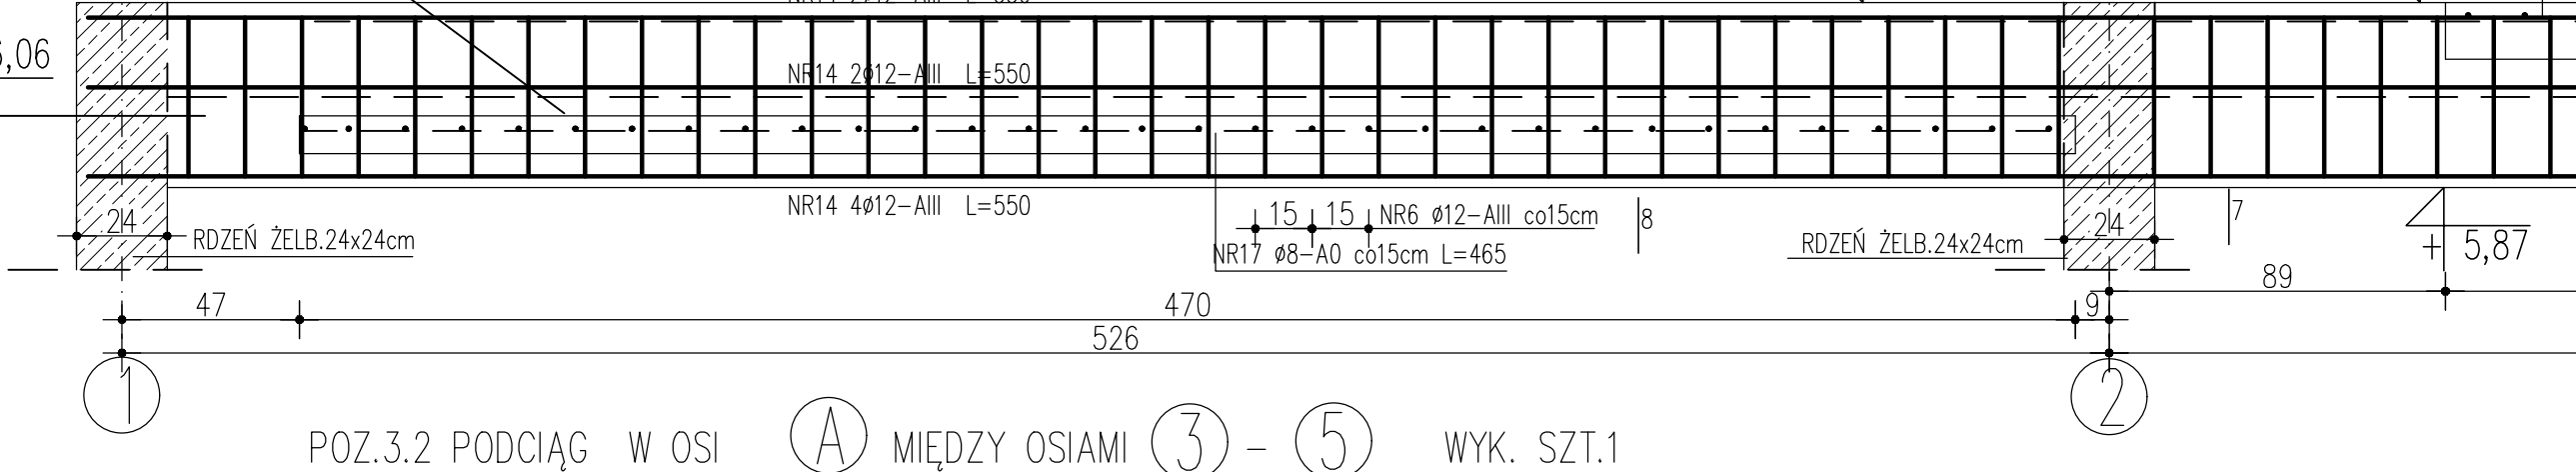 6,06
NR14 2ø12-AIII L=550
NR14 4ø12-AIII L=550
24
RDZEŃ ŻELB.24x24cm
15 15 NR6 ø12-AIII co15cm
NR17 ø8-A0 co15cm L=465
8
RDZEŃ ŻELB.24x24cm
24
7
+ 5,87
89
47 470 9
526
1 2
POZ.3.2 PODCIĄG W OSI A MIĘDZY OSIAMI 3 - 5 WYK. SZT.1